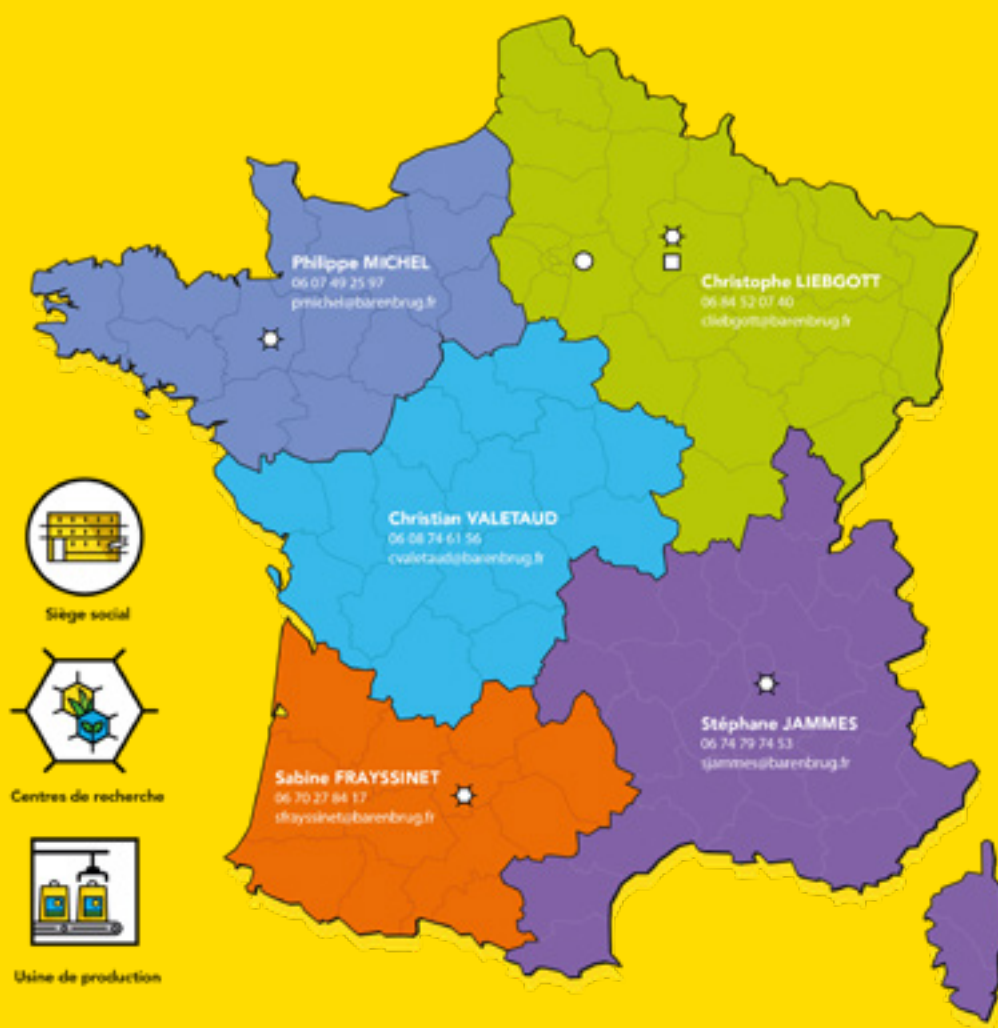 Philippe MICHEL
06 07 49 25 97
pmichel@barenbrug.fr
Christophe LIEBGOTT
06 84 52 07 40
cliebgott@barenbrug.fr
Christian VALETAUD
06 08 74 61 56
cvaletaud@barenbrug.fr
Siège social
Centres de recherche
Usine de production
Stéphane JAMMES
06 74 79 74 53
sjammes@barenbrug.fr
Sabine FRAYSSINET
06 70 27 84 17
sfrayssinet@barenbrug.fr